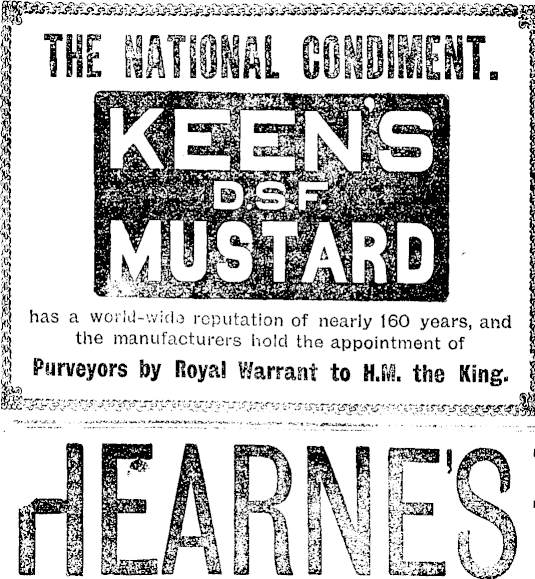 THE NATIONAL CONDIMENT.
KEEN'S
D.S.F.
MUSTARD
has a world-wide reputation of nearly 160 years, and
the manufacturers hold the appointment of
Purveyors by Royal Warrant to H.M. the King.
HEARNE'S